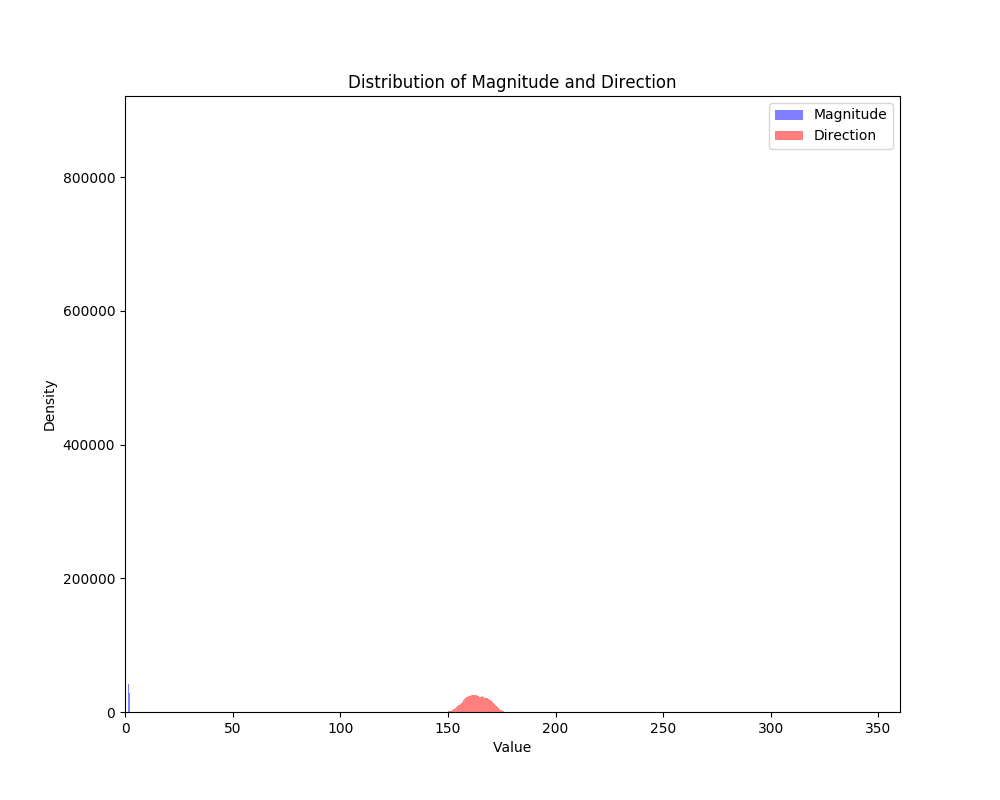 Distribution of Magnitude and Direction
Magnitude
Direction
800000
600000
400000
200000
0
Density
0 50 100 150 200 250 300 350
Value